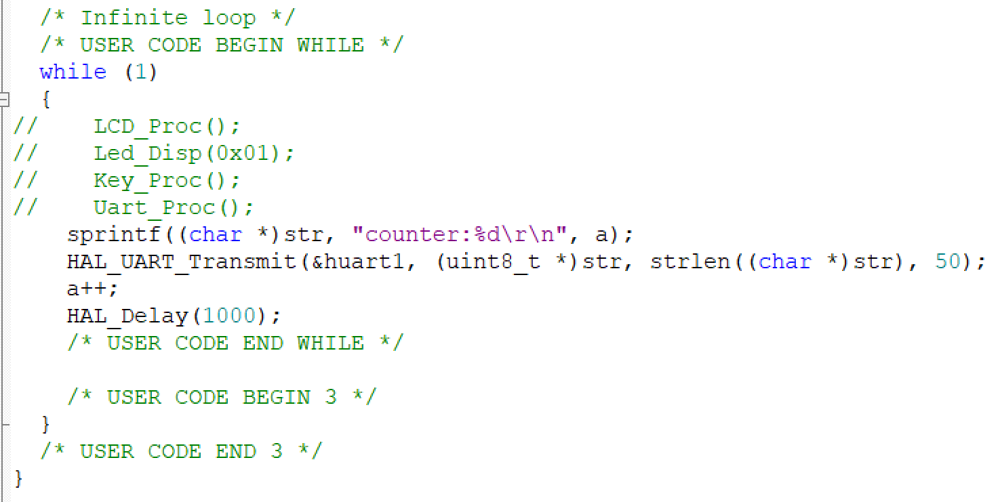 /* Infinite loop */
/* USER CODE BEGIN WHILE */
while (1)
{
//    LCD_Proc();
//    Led_Disp(0x01);
//    Key_Proc();
//    Uart_Proc();
sprintf((char *)str, "counter:%d\r\n", a);
HAL_UART_Transmit(&huart1, (uint8_t *)str, strlen((char *)str), 50);
a++;
HAL_Delay(1000);
/* USER CODE END WHILE */
/* USER CODE BEGIN 3 */
}
/* USER CODE END 3 */
}